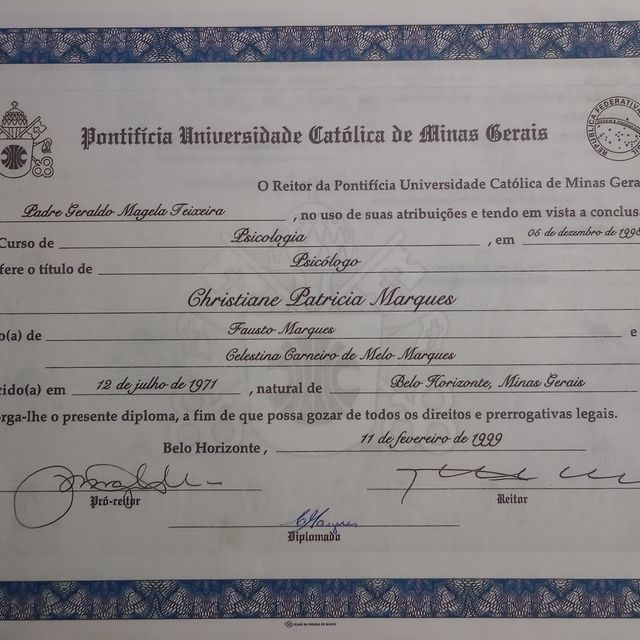 Pontifícia Universidade Católica de Minas Gerais
REPÚBLICA FEDERATIV
O Reitor da Pontifícia Universidade Católica de Minas Gera
Padre Geraldo Magela Teixeira , no uso de suas atribuições e tendo em vista a conclus
Curso de Psicologia , em 06 de dezembro de 1998
fere o título de Psicólogo
Christiane Patricia Marques
o(a) de Fausto Marques e
Celestina Carneiro de Melo Marques
cido(a) em 12 de julho de 1971 , natural de Belo Horizonte, Minas Gerais
orga-lhe o presente diploma, a fim de que possa gozar de todos os direitos e prerrogativas legais.
Belo Horizonte , 11 de fevereiro de 1999
Pró-reitor Reitor
Diplomado